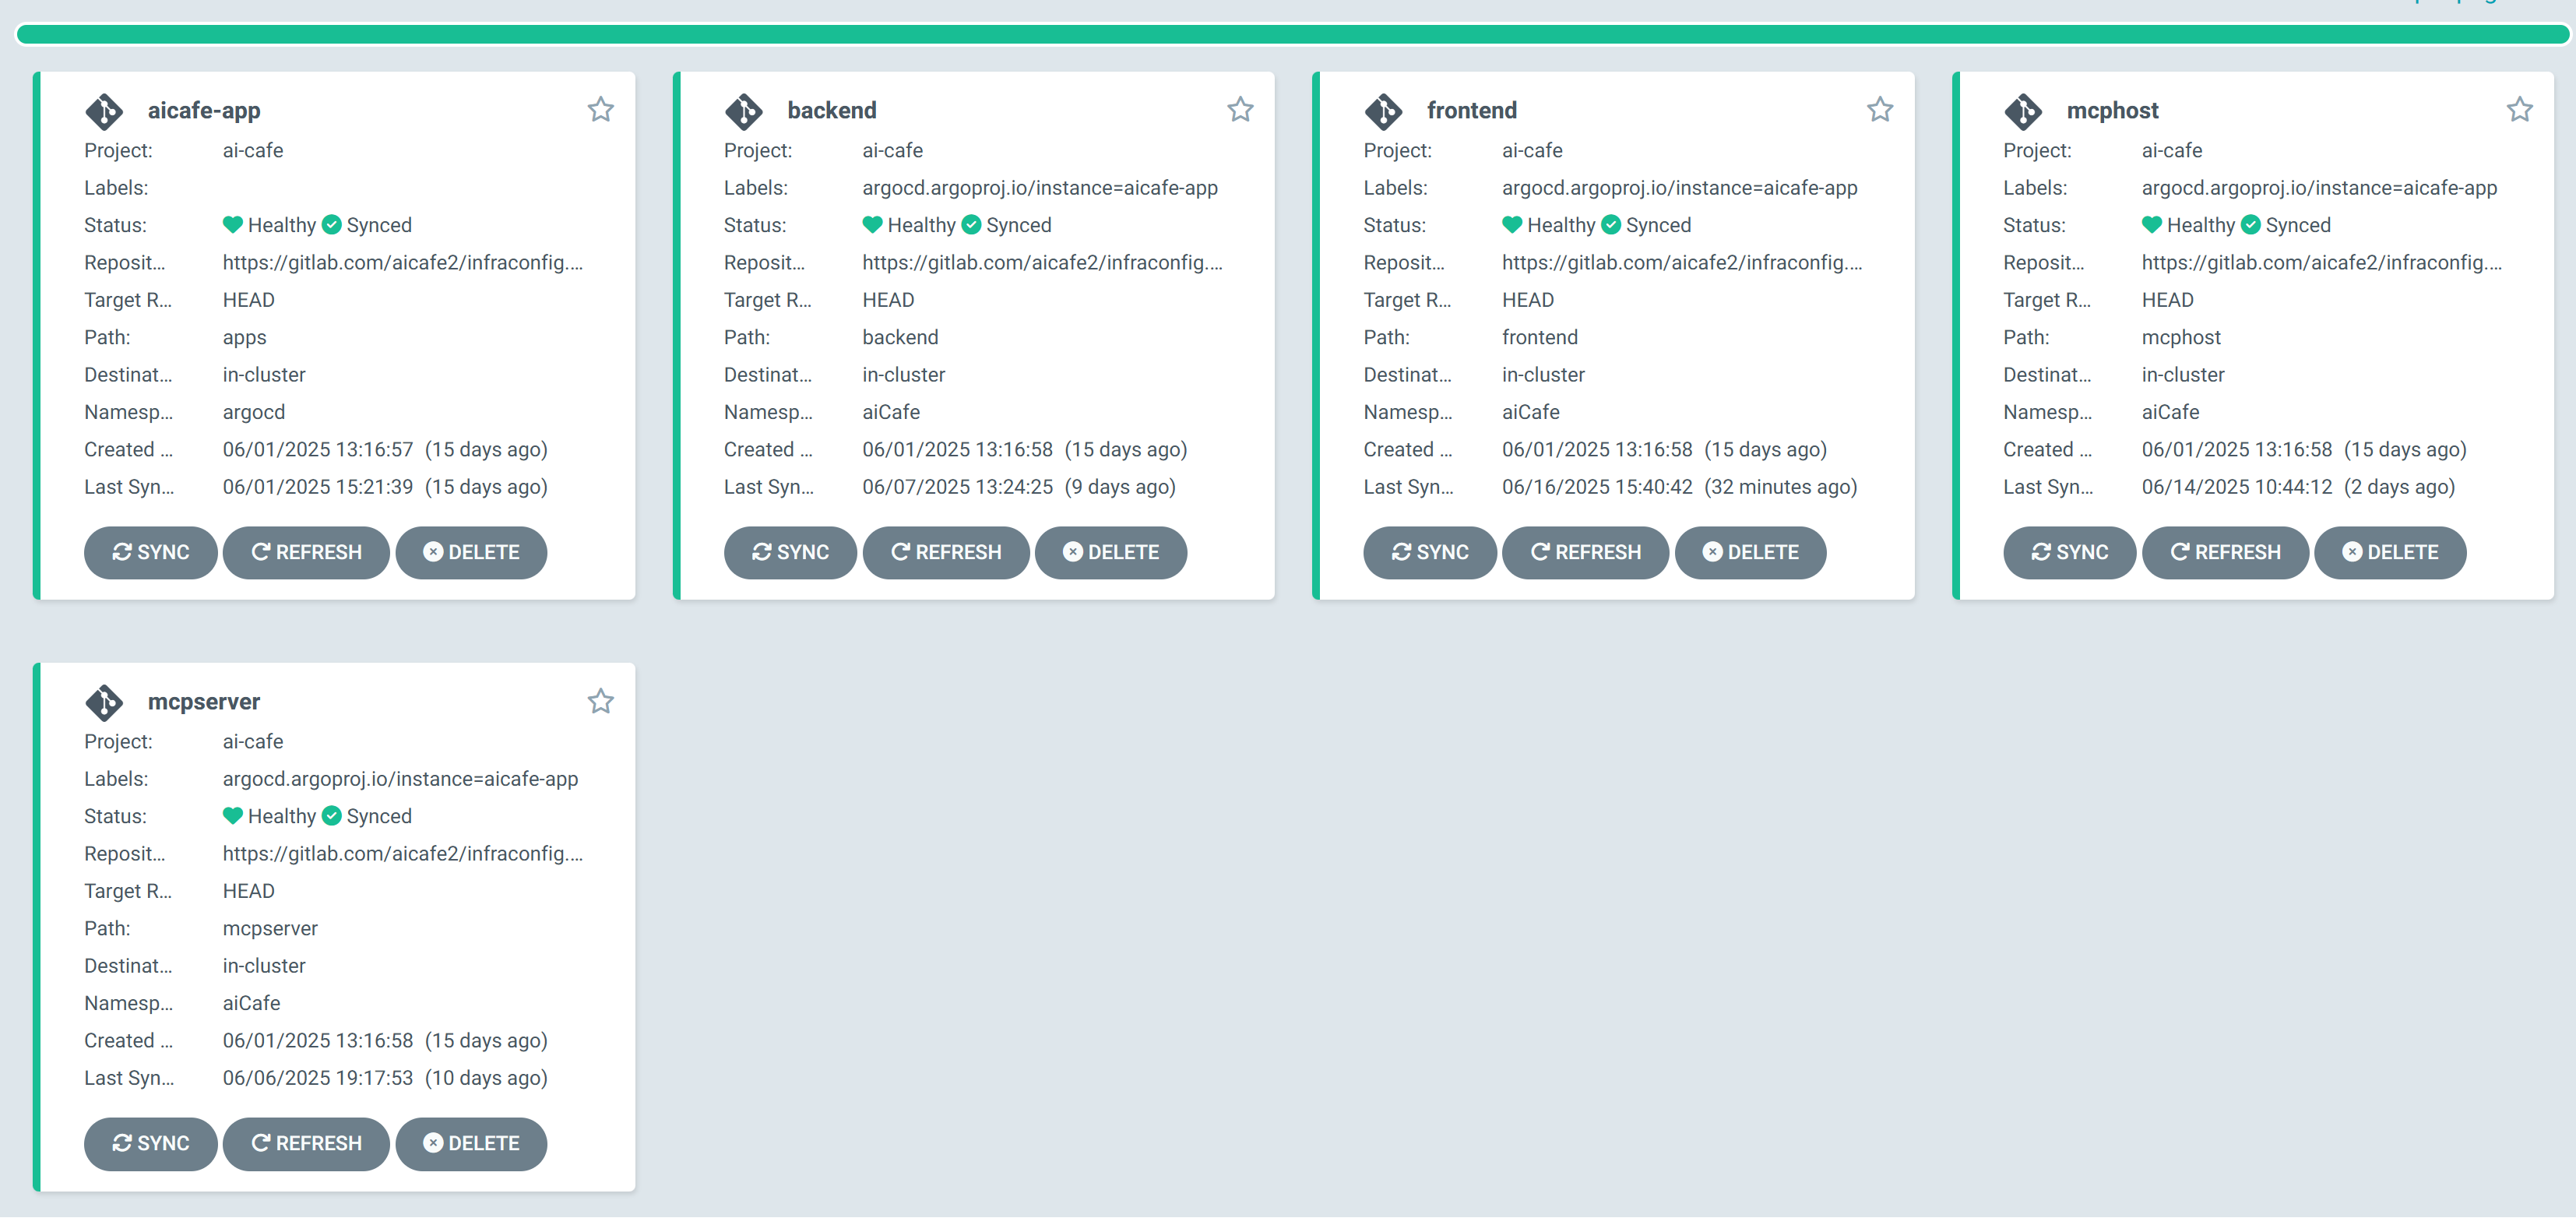 aicafe-app
Project: ai-cafe
Labels:
Status: Healthy Synced
Reposit... https://gitlab.com/aicafe2/infraconfig....
Target R... HEAD
Path: apps
Destinat... in-cluster
Namesp... argocd
Created ... 06/01/2025 13:16:57 (15 days ago)
Last Syn... 06/01/2025 15:21:39 (15 days ago)
SYNC REFRESH DELETE
backend
Project: ai-cafe
Labels: argocd.argoproj.io/instance=aicafe-app
Status: Healthy Synced
Reposit... https://gitlab.com/aicafe2/infraconfig....
Target R... HEAD
Path: backend
Destinat... in-cluster
Namesp... aiCafe
Created ... 06/01/2025 13:16:58 (15 days ago)
Last Syn... 06/07/2025 13:24:25 (9 days ago)
SYNC REFRESH DELETE
frontend
Project: ai-cafe
Labels: argocd.argoproj.io/instance=aicafe-app
Status: Healthy Synced
Reposit... https://gitlab.com/aicafe2/infraconfig....
Target R... HEAD
Path: frontend
Destinat... in-cluster
Namesp... aiCafe
Created ... 06/01/2025 13:16:58 (15 days ago)
Last Syn... 06/16/2025 15:40:42 (32 minutes ago)
SYNC REFRESH DELETE
mcphost
Project: ai-cafe
Labels: argocd.argoproj.io/instance=aicafe-app
Status: Healthy Synced
Reposit... https://gitlab.com/aicafe2/infraconfig....
Target R... HEAD
Path: mcphost
Destinat... in-cluster
Namesp... aiCafe
Created ... 06/01/2025 13:16:58 (15 days ago)
Last Syn... 06/14/2025 10:44:12 (2 days ago)
SYNC REFRESH DELETE
mcpserver
Project: ai-cafe
Labels: argocd.argoproj.io/instance=aicafe-app
Status: Healthy Synced
Reposit... https://gitlab.com/aicafe2/infraconfig....
Target R... HEAD
Path: mcpserver
Destinat... in-cluster
Namesp... aiCafe
Created ... 06/01/2025 13:16:58 (15 days ago)
Last Syn... 06/06/2025 19:17:53 (10 days ago)
SYNC REFRESH DELETE